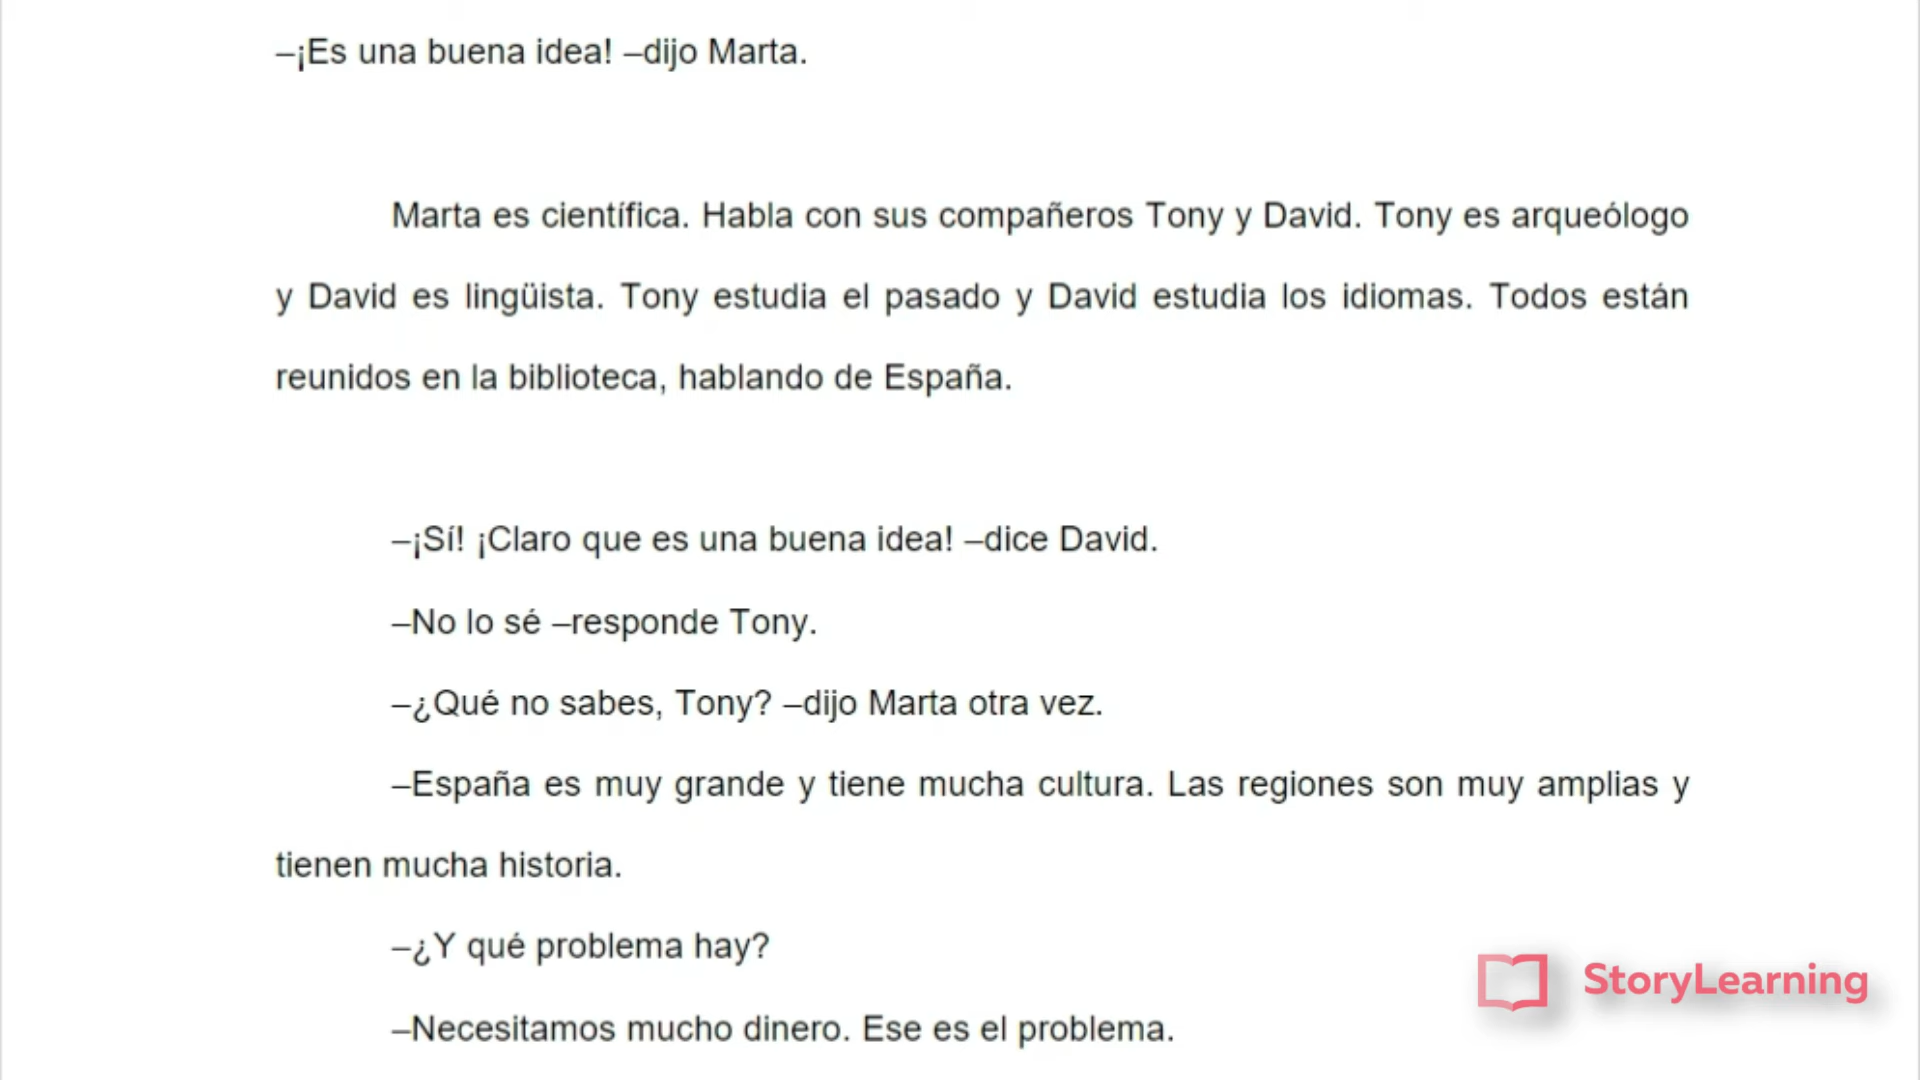 –¡Es una buena idea! –dijo Marta.
Marta es científica. Habla con sus compañeros Tony y David. Tony es arqueólogo
y David es lingüista. Tony estudia el pasado y David estudia los idiomas. Todos están
reunidos en la biblioteca, hablando de España.
–¡Sí! ¡Claro que es una buena idea! –dice David.
–No lo sé –responde Tony.
–¿Qué no sabes, Tony? –dijo Marta otra vez.
–España es muy grande y tiene mucha cultura. Las regiones son muy amplias y
tienen mucha historia.
–¿Y qué problema hay?
–Necesitamos mucho dinero. Ese es el problema.
StoryLearning